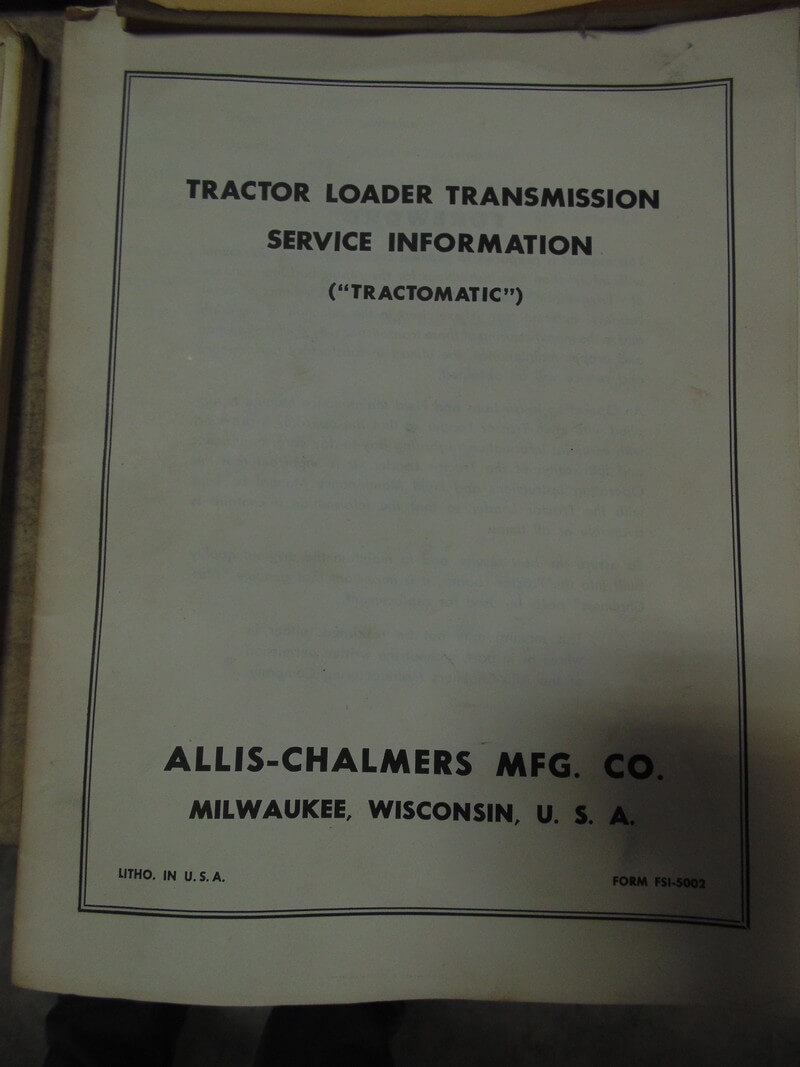 TRACTOR LOADER TRANSMISSION
SERVICE INFORMATION
("TRACTOMATIC")
ALLIS-CHALMERS MFG. CO.
MILWAUKEE, WISCONSIN, U. S. A.
LITHO. IN U. S. A.
FORM FSI-5002